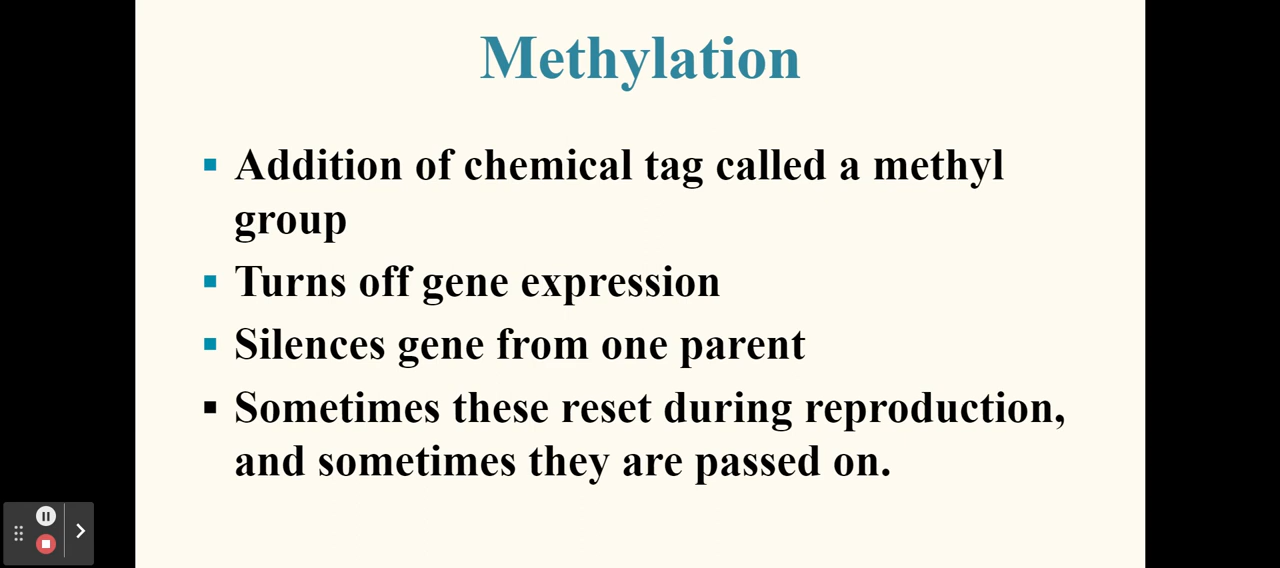 Methylation
Addition of chemical tag called a methyl
group
Turns off gene expression
Silences gene from one parent
Sometimes these reset during reproduction,
and sometimes they are passed on.